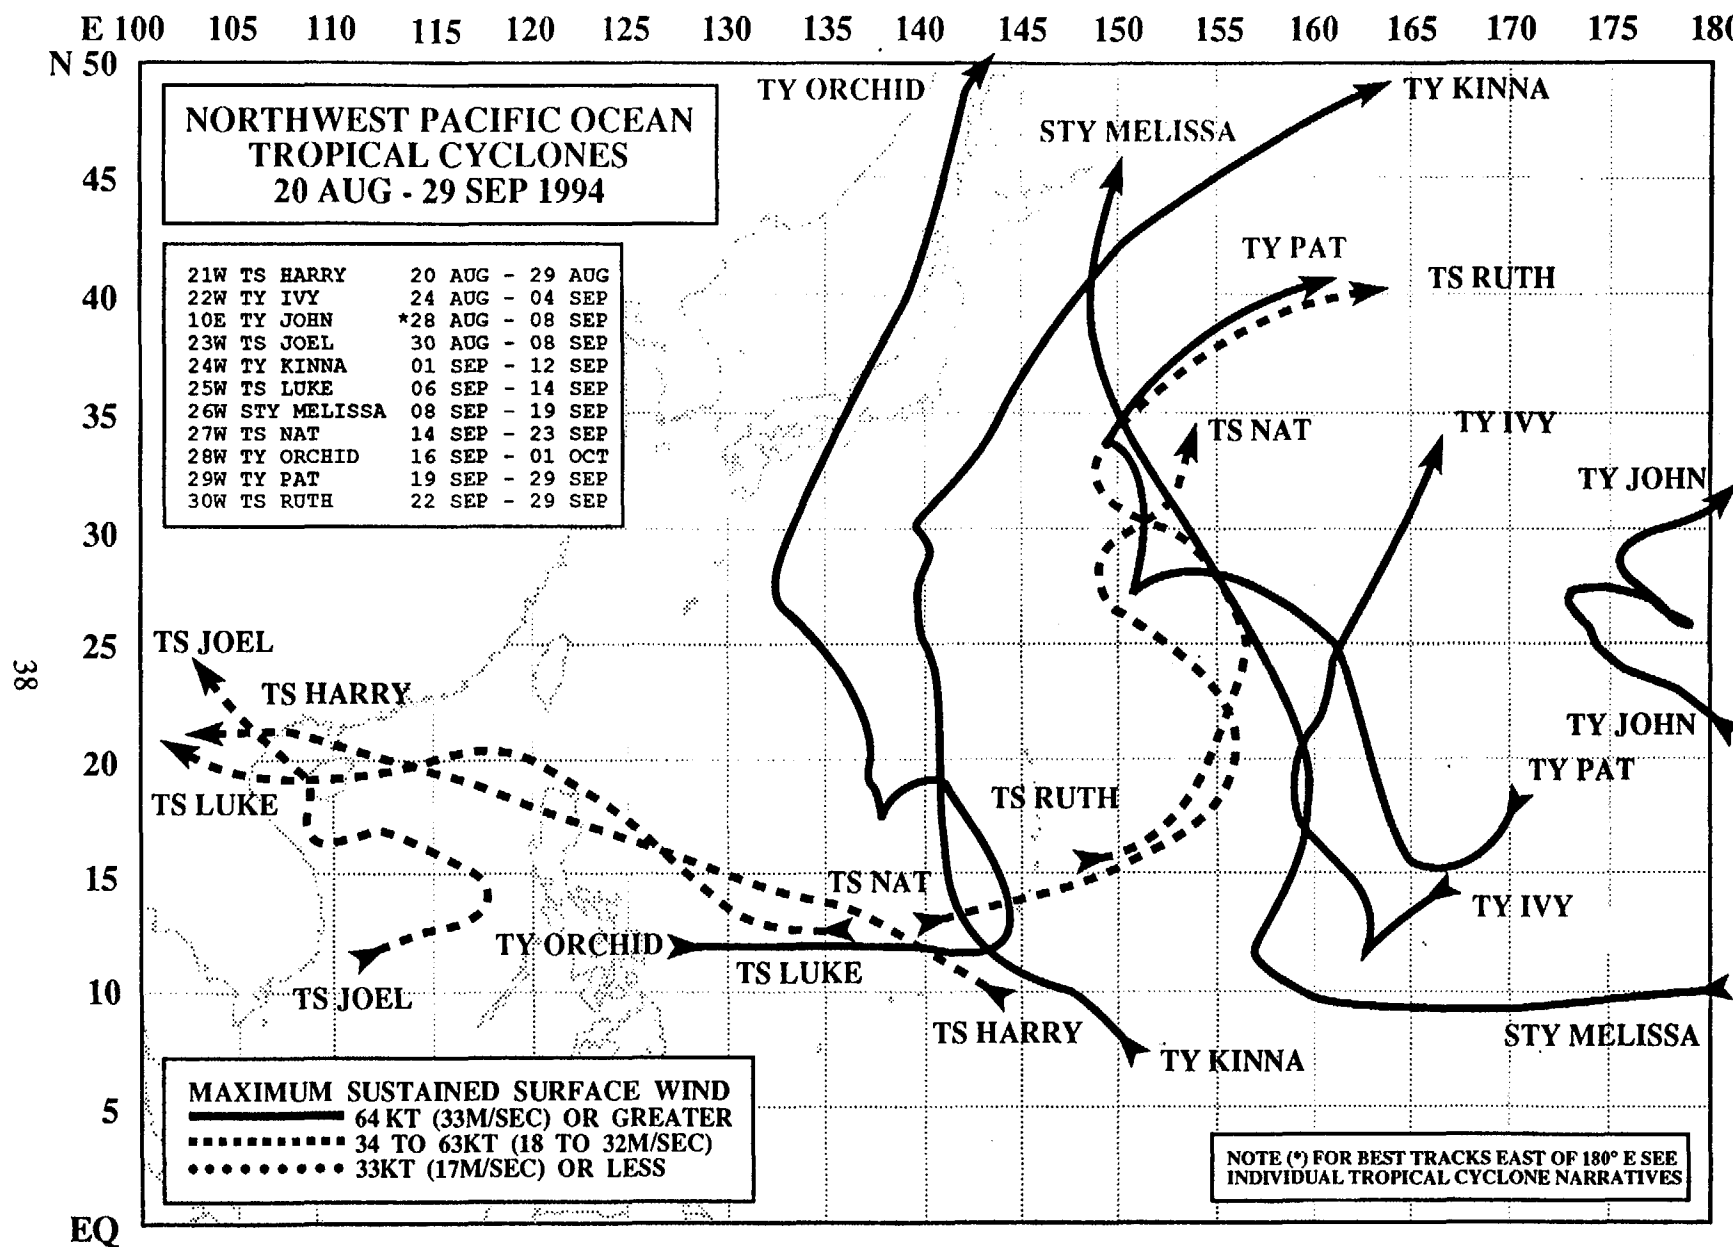 E 100 105 110 115 120 125 130 135 140 145 150 155 160 165 170 175 180
N 50
45
40
35
30
25
20
15
10
5
EQ
38
NORTHWEST PACIFIC OCEAN
TROPICAL CYCLONES
20 AUG - 29 SEP 1994
21W TS HARRY 20 AUG - 29 AUG
22W TY IVY 24 AUG - 04 SEP
10E TY JOHN *28 AUG - 08 SEP
23W TS JOEL 30 AUG - 08 SEP
24W TY KINNA 01 SEP - 12 SEP
25W TS LUKE 06 SEP - 14 SEP
26W STY MELISSA 08 SEP - 19 SEP
27W TS NAT 14 SEP - 23 SEP
28W TY ORCHID 16 SEP - 01 OCT
29W TY PAT 19 SEP - 29 SEP
30W TS RUTH 22 SEP - 29 SEP
TY ORCHID
TY KINNA
STY MELISSA
TY PAT
TS RUTH
TS NAT
TY IVY
TY JOHN
TS JOEL
TS HARRY
TY JOHN
TS LUKE
TS RUTH
TY PAT
TS NAT
TY IVY
TY ORCHID
TS LUKE
TS JOEL
TS HARRY
TY KINNA
STY MELISSA
MAXIMUM SUSTAINED SURFACE WIND
64 KT (33M/SEC) OR GREATER
34 TO 63KT (18 TO 32M/SEC)
33KT (17M/SEC) OR LESS
NOTE (*) FOR BEST TRACKS EAST OF 180° E SEE
INDIVIDUAL TROPICAL CYCLONE NARRATIVES